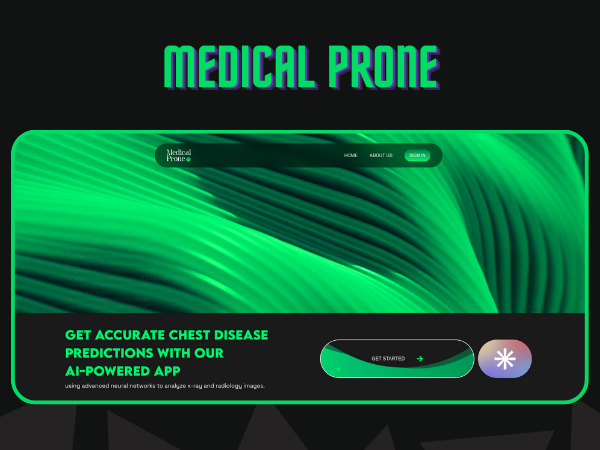 MEDICAL PRONE
Medical
Prone
HOME
ABOUT US
SIGN IN
GET ACCURATE CHEST DISEASE
PREDICTIONS WITH OUR
AI-POWERED APP
using advanced neural networks to analyze x-ray and radiology images.
GET STARTED